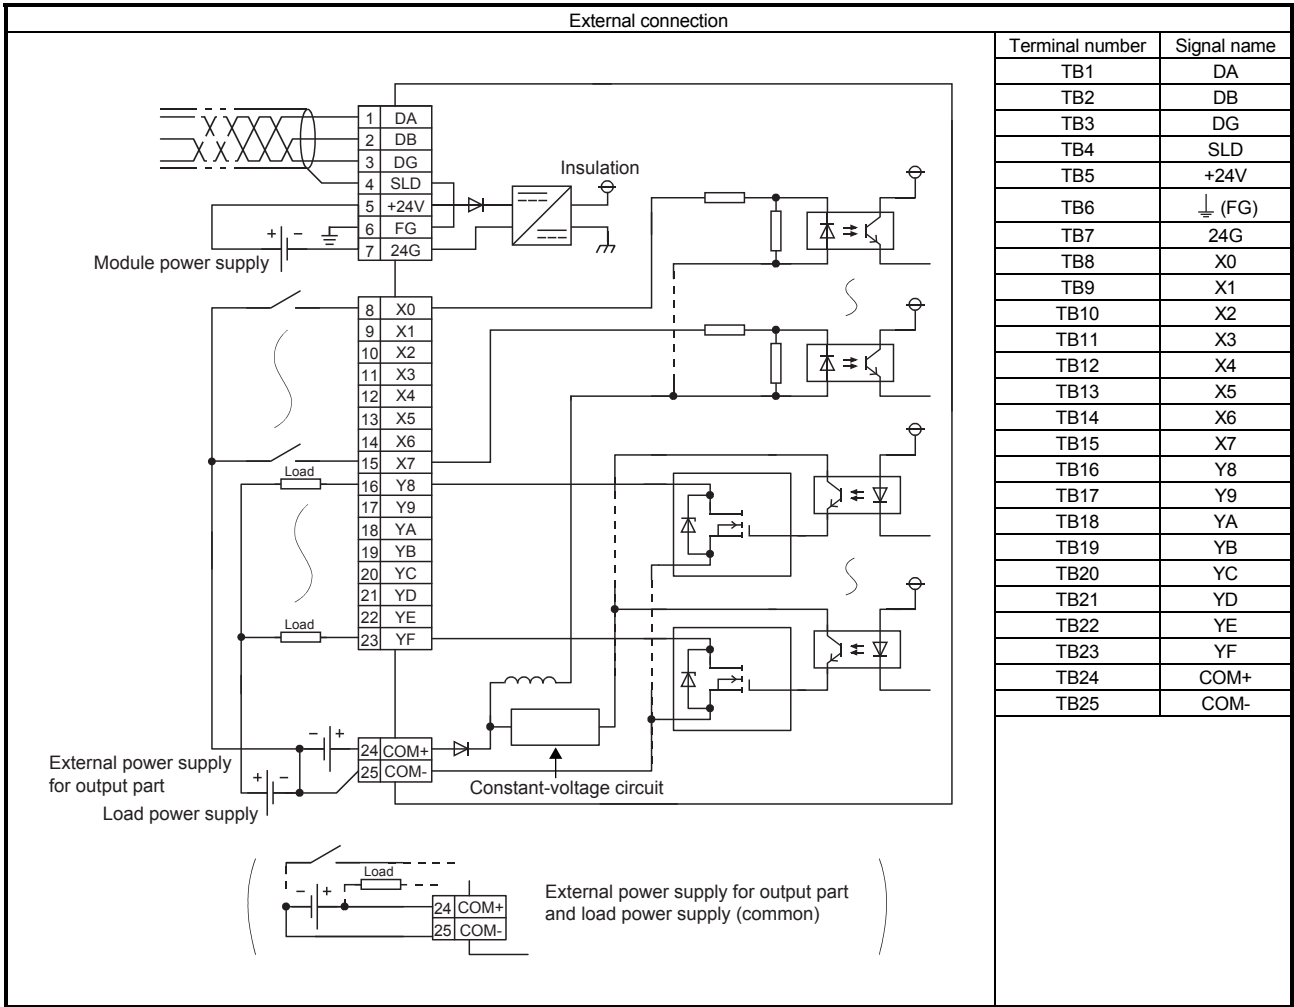 External connection
Terminal number Signal name
TB1 DA
TB2 DB
TB3 DG
TB4 SLD
TB5 +24V
TB6 ⏚ (FG)
TB7 24G
TB8 X0
TB9 X1
TB10 X2
TB11 X3
TB12 X4
TB13 X5
TB14 X6
TB15 X7
TB16 Y8
TB17 Y9
TB18 YA
TB19 YB
TB20 YC
TB21 YD
TB22 YE
TB23 YF
TB24 COM+
TB25 COM-
1 DA
2 DB
3 DG
4 SLD
5 +24V
6 FG
7 24G
Insulation
+ −
Module power supply
8 X0
9 X1
10 X2
11 X3
12 X4
13 X5
14 X6
15 X7
Load
16 Y8
17 Y9
18 YA
19 YB
20 YC
21 YD
22 YE
Load
23 YF
− +
24 COM+
25 COM-
External power supply
for output part
+ −
Load power supply
Constant-voltage circuit
Load
− +
24 COM+
25 COM-
External power supply for output part
and load power supply (common)